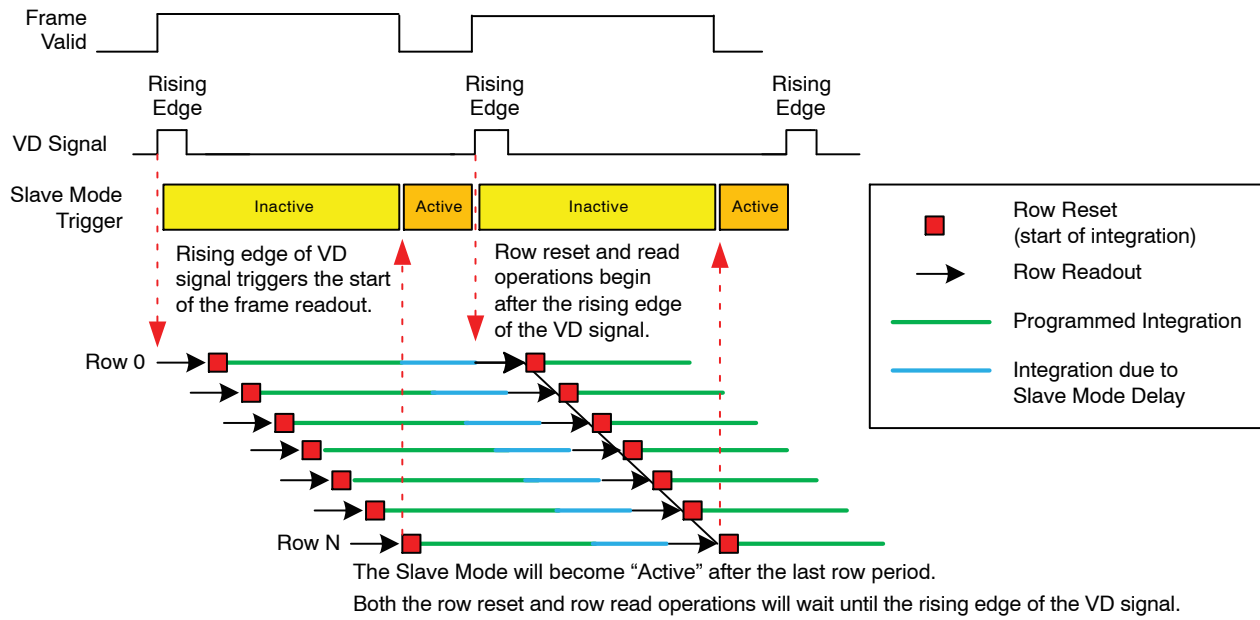 Frame
Valid
Rising
Edge
Rising
Edge
Rising
Edge
VD Signal
Slave Mode
Trigger
Inactive
Active
Inactive
Active
Rising edge of VD
signal triggers the start
of the frame readout.
Row reset and read
operations begin
after the rising edge
of the VD signal.
Row Reset
(start of integration)
Row Readout
Programmed Integration
Integration due to
Slave Mode Delay
Row 0
Row N
The Slave Mode will become “Active” after the last row period.
Both the row reset and row read operations will wait until the rising edge of the VD signal.